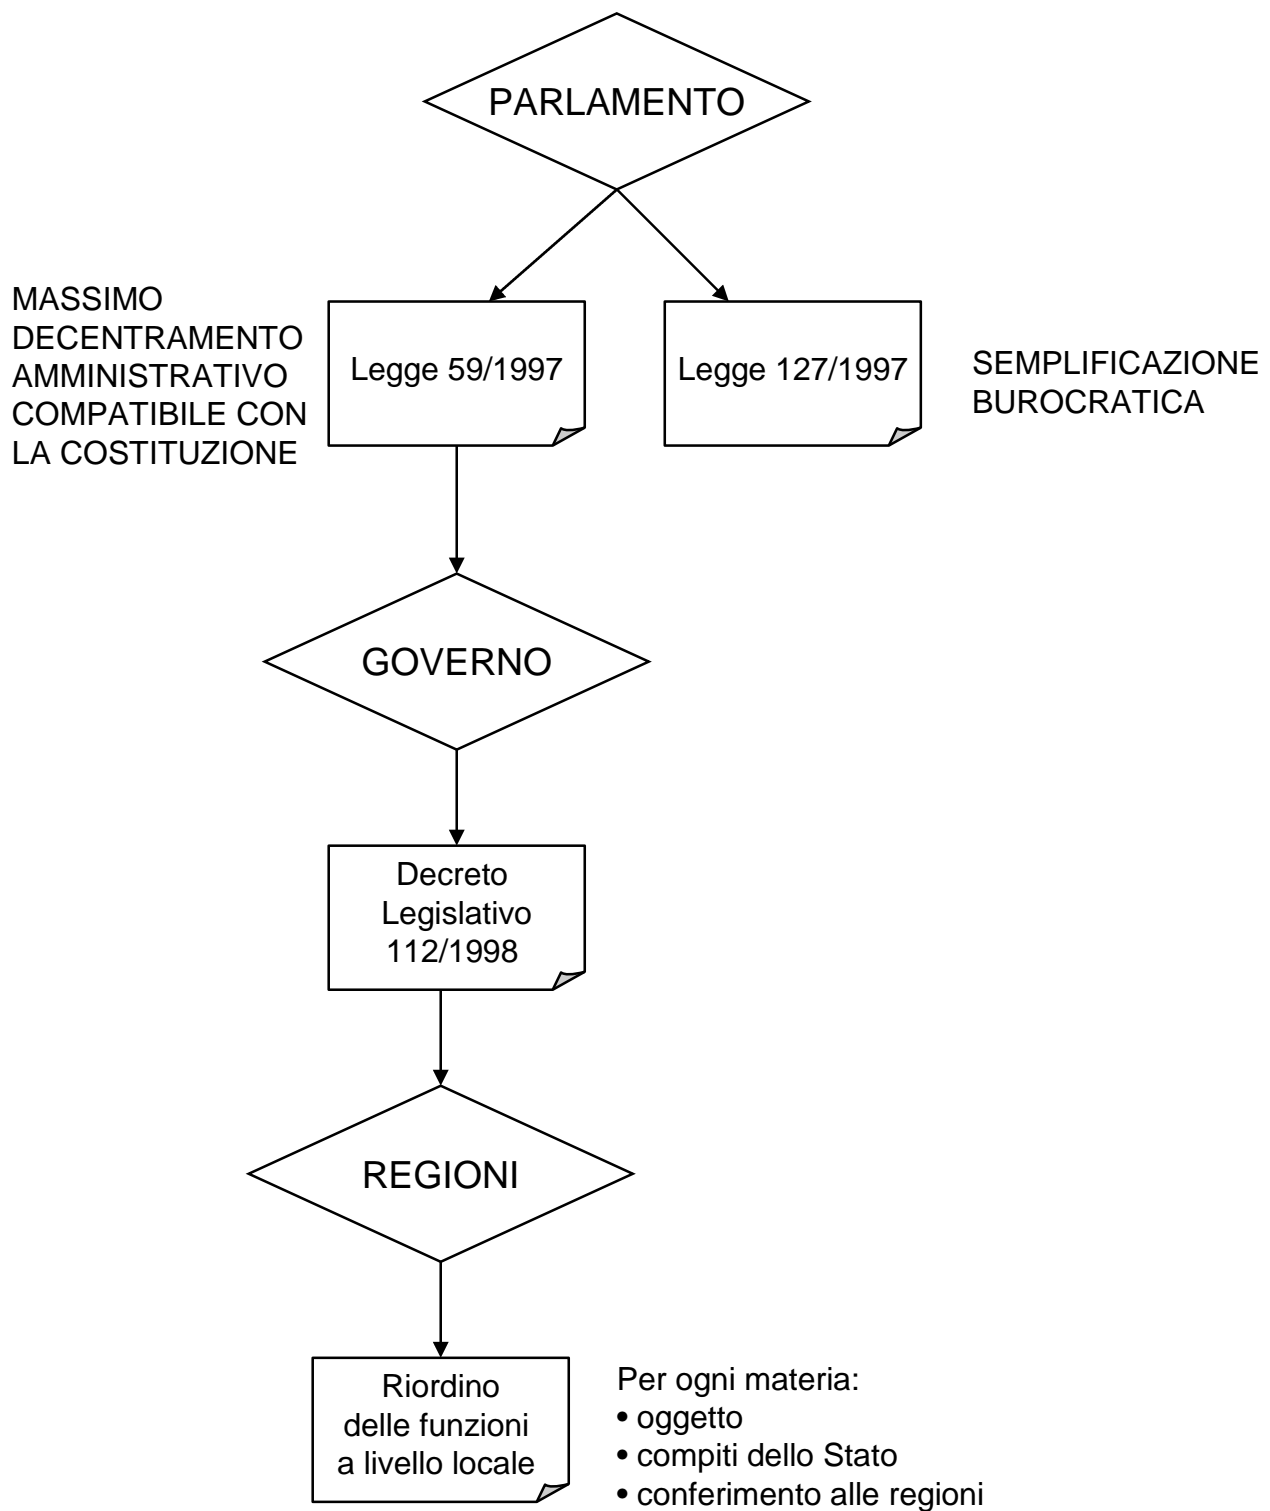 PARLAMENTO
MASSIMO
DECENTRAMENTO
AMMINISTRATIVO
COMPATIBILE CON
LA COSTITUZIONE
Legge 59/1997
Legge 127/1997
SEMPLIFICAZIONE
BUROCRATICA
GOVERNO
Decreto
Legislativo
112/1998
REGIONI
Riordino
delle funzioni
a livello locale
Per ogni materia:
• oggetto
• compiti dello Stato
• conferimento alle regioni